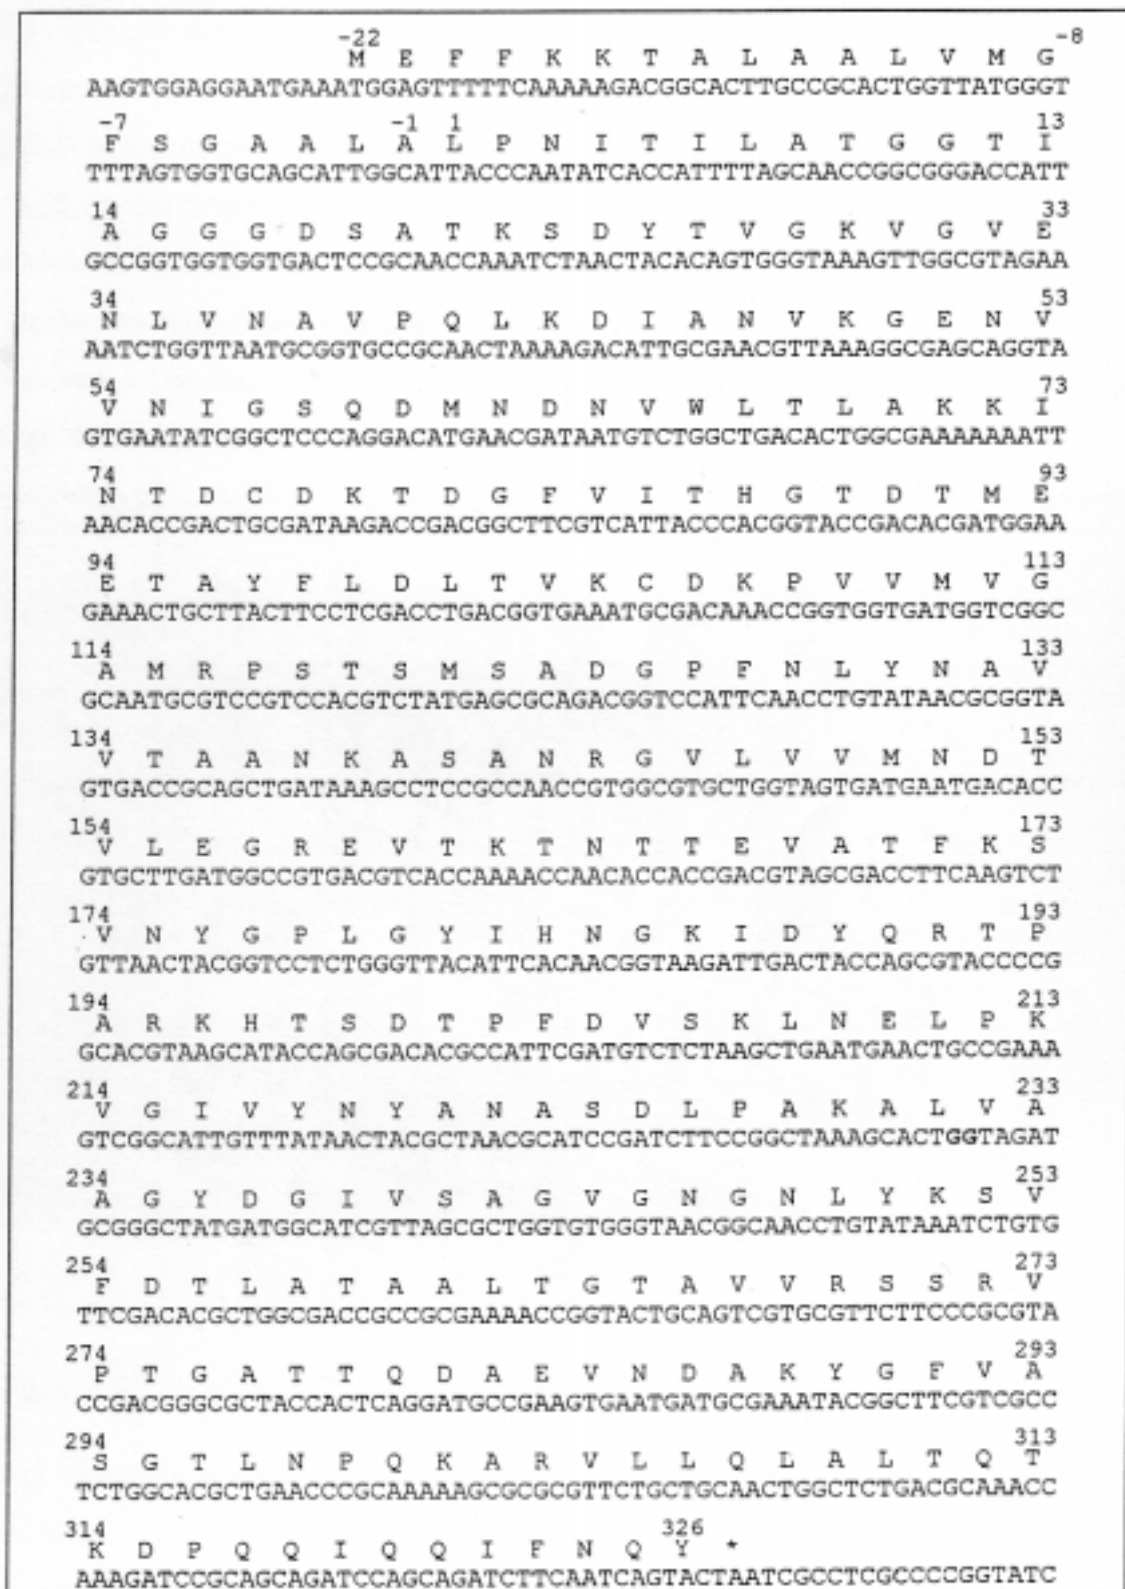 -22 -8
M E F F K K T A L A A L V M G
AAGTGGAGGAATGAAATGGAGTTTTTCAAAAAGACGGCACTTGCCGCACTGGTTATGGGT
-7 -1 1 13
F S G A A L A L P N I T I L A T G G T I
TTTAGTGGTGCAGCATTGGCATTACCCAATATCACCATTTTAGCAACCGGCGGGACCATT
14 33
A G G G D S A T K S D Y T V G K V G V E
GCCGGTGGTGGTGACTCCGCAACCAAATCTAACTACACAGTGGGTAAAGTTGGCGTAGAA
34 53
N L V N A V P Q L K D I A N V K G E N V
AATCTGGTTAATGCGGTGCCGCAACTAAAAGACATTGCGAACGTTAAAGGCGAGCAGGTA
54 73
V N I G S Q D M N D N V W L T L A K K I
GTGAATATCGGCTCCCAGGACATGAACGATAATGTCTGGCTGACACTGGCGAAAAAAATT
74 93
N T D C D K T D G F V I T H G T D T M E
AACACCGACTGCGATAAGACCGACGGCTTCGTCATTACCCACGGTACCGACACGATGGAA
94 113
E T A Y F L D L T V K C D K P V V M V G
GAAACTGCTTACTTCCTCGACCTGACGGTGAAATGCGACAAACCGGTGGTGATGGTCGGC
114 133
A M R P S T S M S A D G P F N L Y N A V
GCAATGCGTCCGTCCACGTCTATGAGCGCAGACGGTCCATTCAACCTGTATAACGCGGTA
134 153
V T A A N K A S A N R G V L V V M N D T
GTGACCGCAGCTGATAAAGCCTCCGCCAACCGTGGCGTGCTGGTAGTGATGAATGACACC
154 173
V L E G R E V T K T N T T E V A T F K S
GTGCTTGATGGCCGTGACGTCACCAAAACCAACACCACCGACGTAGCGACCTTCAAGTCT
174 193
V N Y G P L G Y I H N G K I D Y Q R T P
GTTAACTACGGTCCTCTGGGTTACATTCACAACGGTAAGATTGACTACCAGCGTACCCCG
194 213
A R K H T S D T P F D V S K L N E L P K
GCACGTAAGCATACCAGCGACACGCCATTCGATGTCTCTAAGCTGAATGAACTGCCGAAA
214 233
V G I V Y N Y A N A S D L P A K A L V A
GTCGGCATTGTTTATAACTACGCTAACGCATCCGATCTTCCGGCTAAAGCACTGGTAGAT
234 253
A G Y D G I V S A G V G N G N L Y K S V
GCGGGCTATGATGGCATCGTTAGCGCTGGTGTGGGTAACGGCAACCTGTATAAATCTGTG
254 273
F D T L A T A A L T G T A V V R S S R V
TTCGACACGCTGGCGACCGCCGCGAAAACCGGTACTGCAGTCGTGCGTTCTTCCCGCGTA
274 293
P T G A T T Q D A E V N D A K Y G F V A
CCGACGGGCGCTACCACTCAGGATGCCGAAGTGAATGATGCGAAATACGGCTTCGTCGCC
294 313
S G T L N P Q K A R V L L Q L A L T Q T
TCTGGCACGCTGAACCCGCAAAAAGCGCGCGTTCTGCTGCAACTGGCTCTGACGCAAACC
314 326
K D P Q Q I Q Q I F N Q Y *
AAAGATCCGCAGCAGATCCAGCAGATCTTCAATCAGTACTAATCGCCTCGCCCCGGTATC